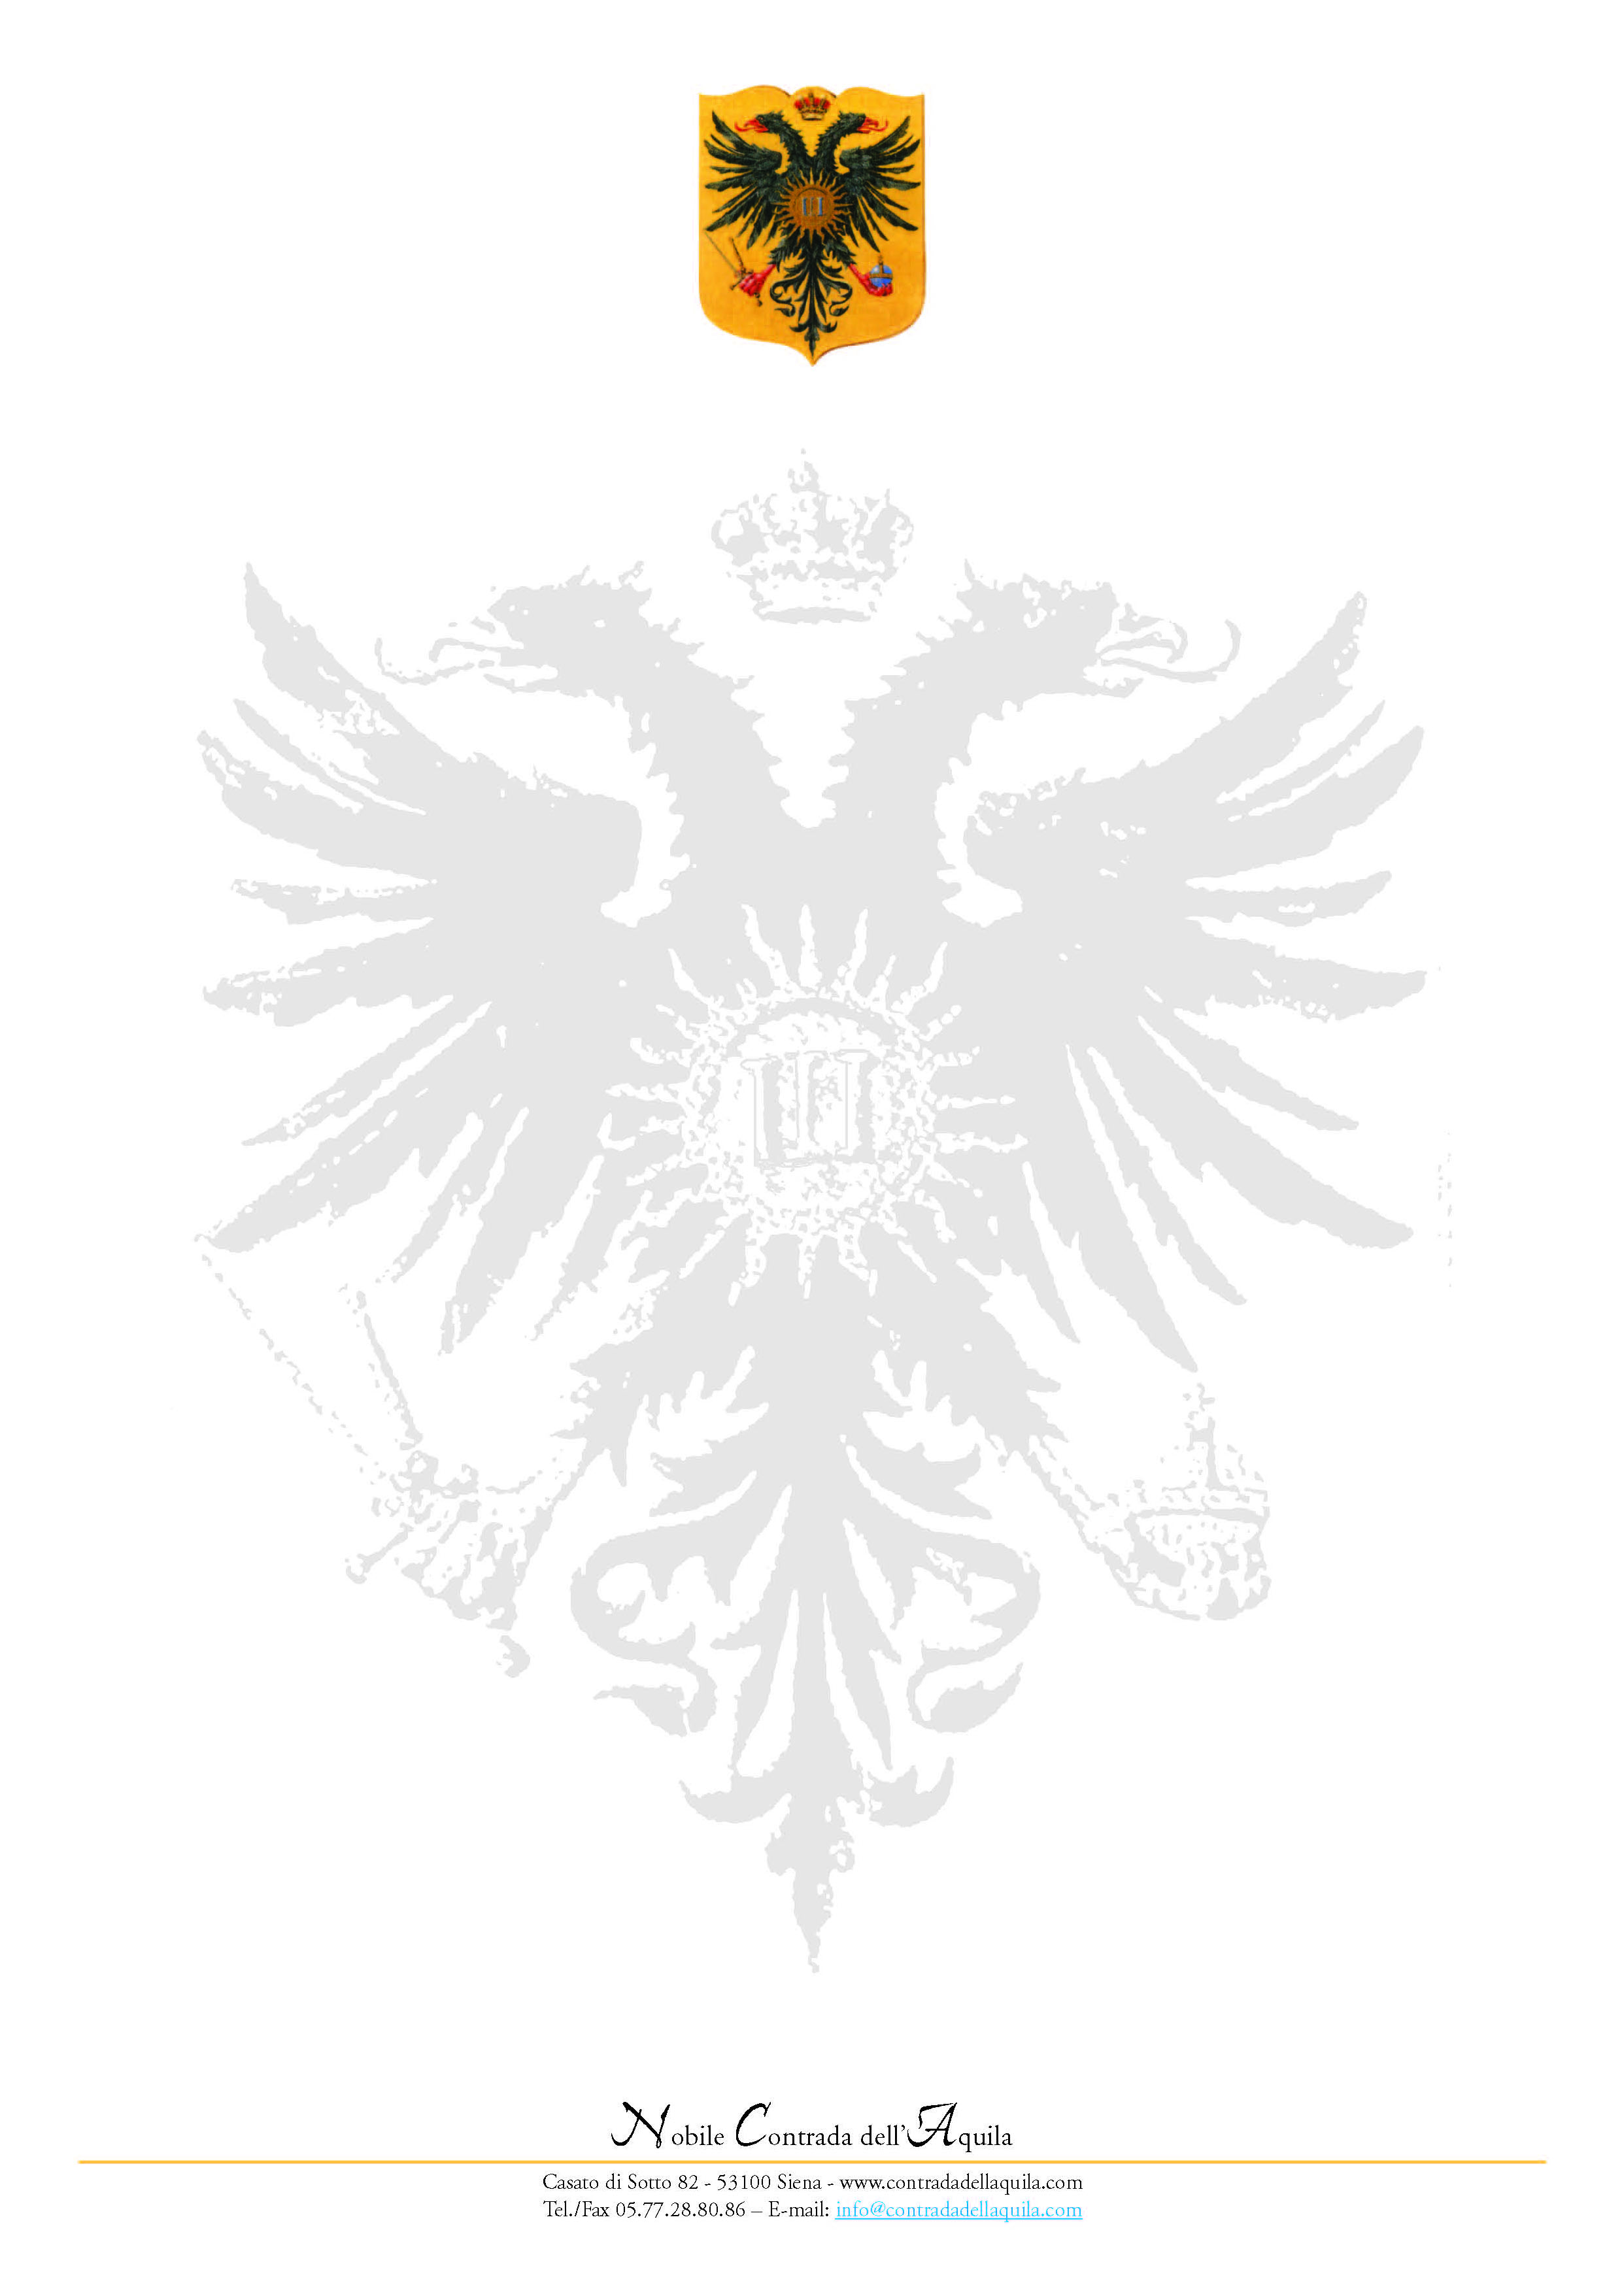 Nobile Contrada dell'Aquila
Casato di Sotto 82 - 53100 Siena - www.contradadellaquila.com
Tel./Fax 05.77.28.80.86 – E-mail: info@contradadellaquila.com